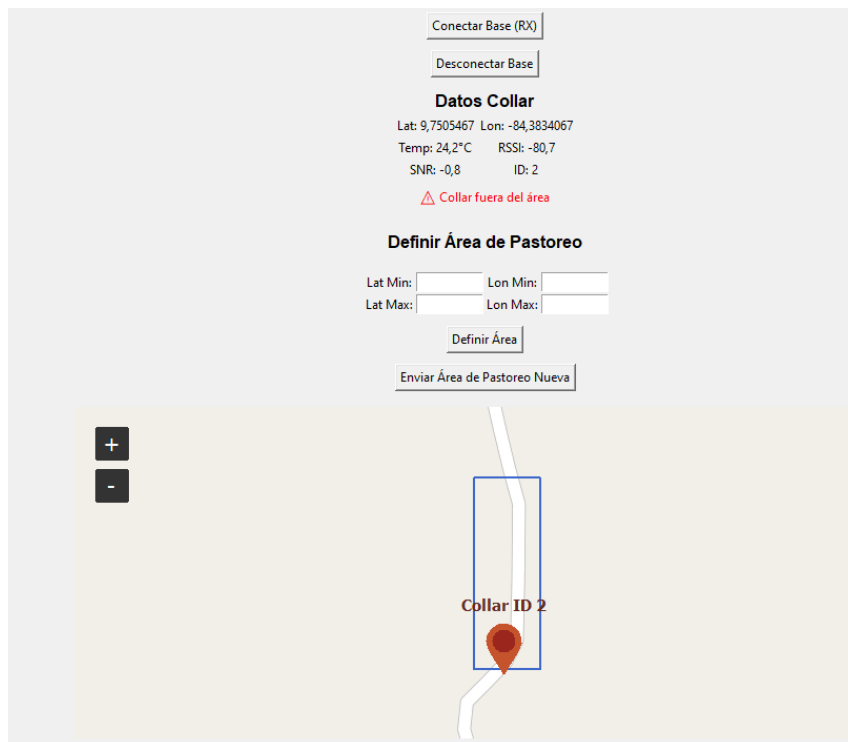 Conectar Base (RX)
Desconectar Base
Datos Collar
Lat: 9,7505467 Lon: -84,3834067
Temp: 24,2°C RSSI: -80,7
SNR: -0,8 ID: 2
⚠ Collar fuera del área
Definir Área de Pastoreo
Lat Min: Lon Min:
Lat Max: Lon Max:
Definir Área
Enviar Área de Pastoreo Nueva
+
-
Collar ID 2